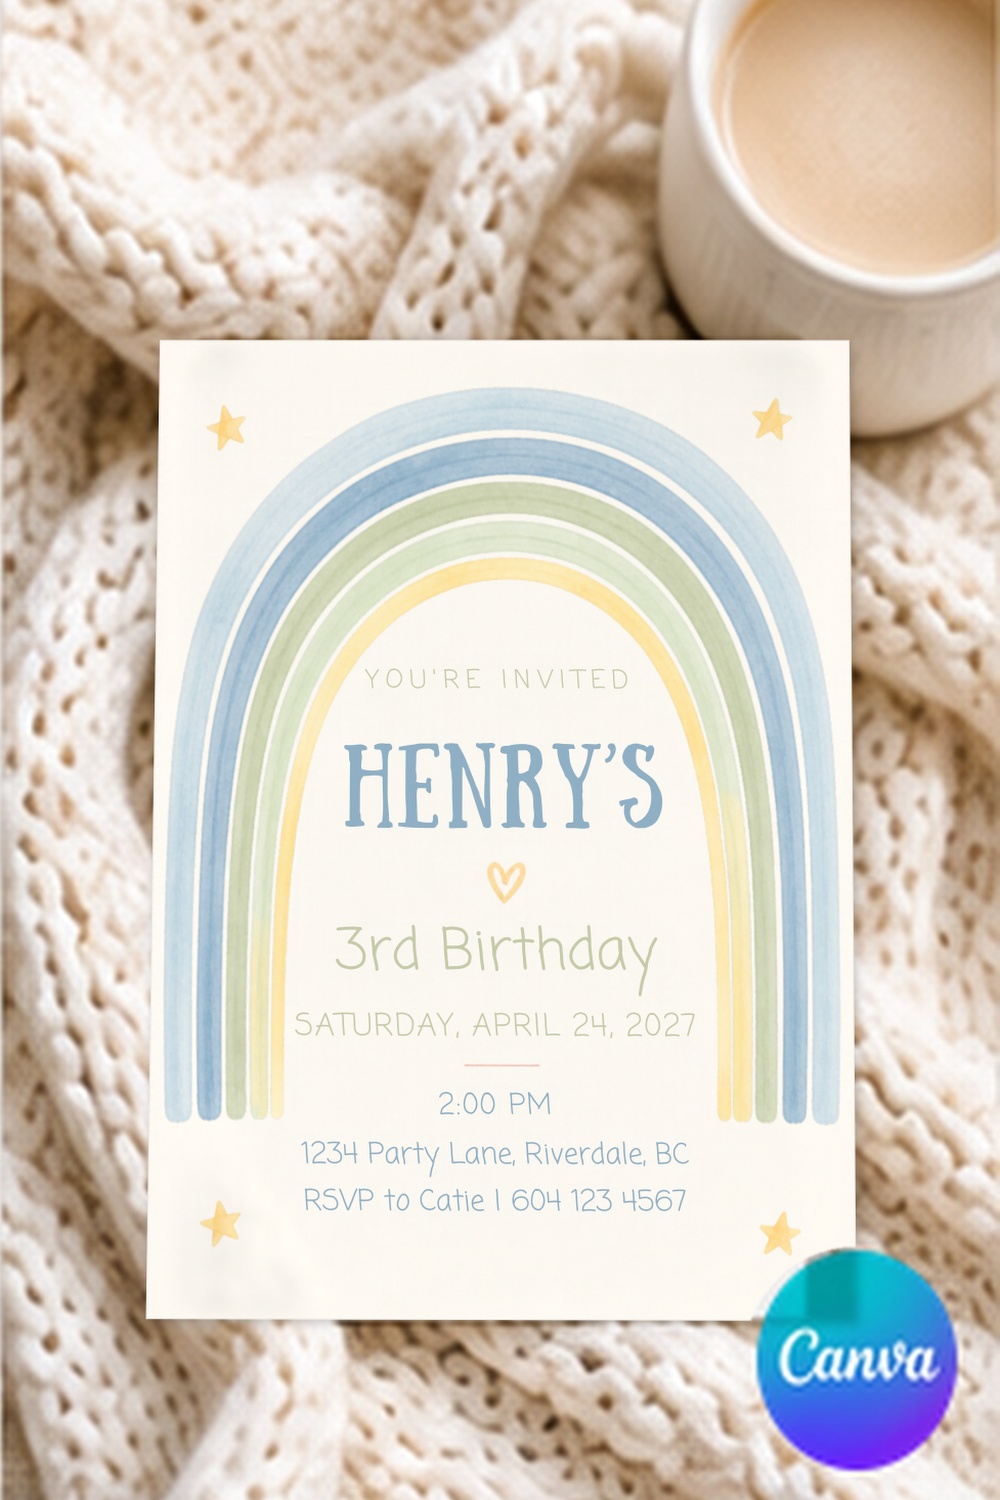 YOU'RE INVITED
HENRY'S
3rd Birthday
SATURDAY, APRIL 24, 2027
2:00 PM
1234 Party Lane, Riverdale, BC
RSVP to Catie | 604 123 4567
Canva